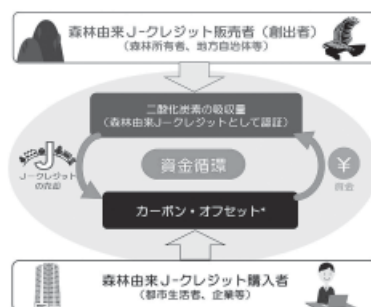 森林由来J-クレジット販売者（創出者）
（森林所有者、地方自治体等）
二酸化炭素の吸収量
（森林由来J-クレジットとして認証）
J-クレジット
の売却
資金循環
¥
資金
カーボン・オフセット*
森林由来J-クレジット購入者
（都市生活者、企業等）